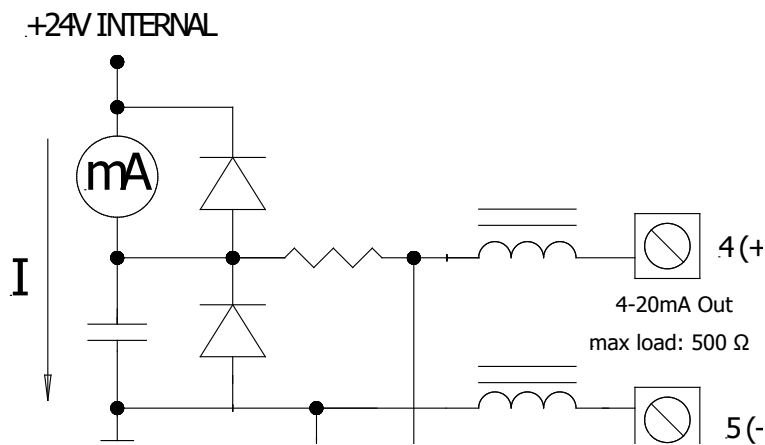 +24V INTERNAL
mA
I
4(+
4-20mA Out
max load: 500 Ω
5(-